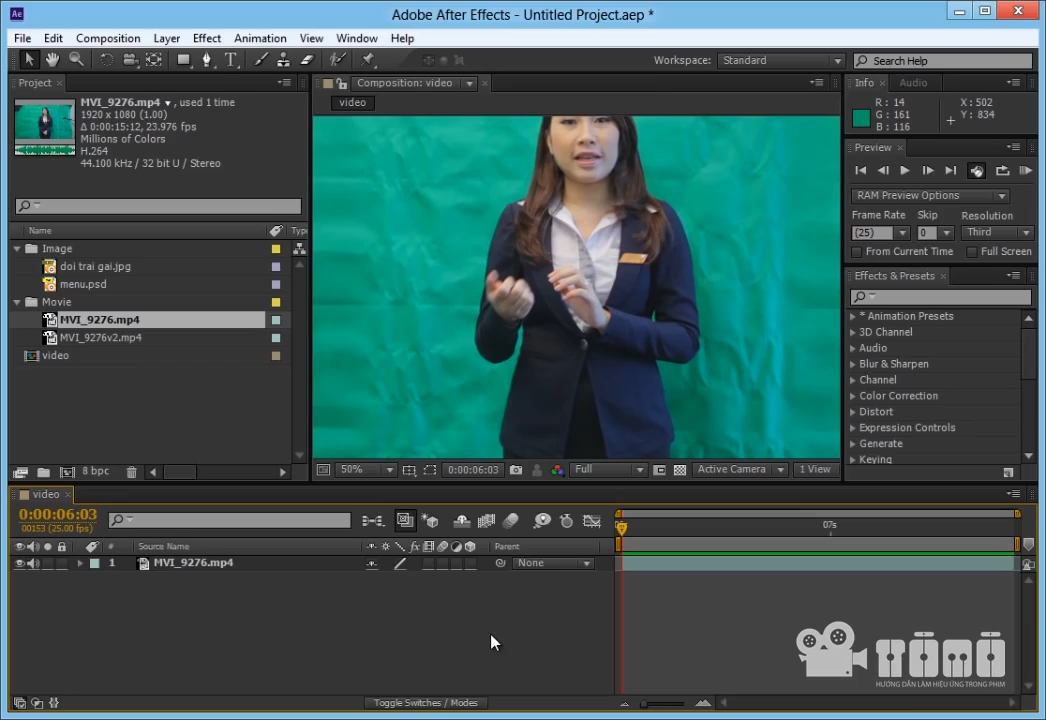 Ae
Adobe After Effects - Untitled Project.aep *
File Edit Composition Layer Effect Animation View Window Help
Workspace: Standard Search Help
Project
MVI_9276.mp4 , used 1 time
1920 x 1080 (1.00)
Δ 0:00:15:12, 23.976 fps
Millions of Colors
H.264
44.100 kHz / 32 bit U / Stereo
Name Type
Image
doi trai gai.jpg
menu.psd
Movie
MVI_9276.mp4
MVI_9276v2.mp4
video
8 bpc
Composition: video
video
50% 0:00:06:03 Full Active Camera 1 View
Info Audio
R : 14
G : 161
B : 116
X : 502
Y : 834
Preview
RAM Preview Options
Frame Rate Skip Resolution
(25) 0 Third
From Current Time Full Screen
Effects & Presets
* Animation Presets
3D Channel
Audio
Blur & Sharpen
Channel
Color Correction
Distort
Expression Controls
Generate
Keying
video
0:00:06:03
00153 (25.00 fps)
07s
# Source Name fx Parent
1 MVI_9276.mp4 None
HƯỚNG DẪN LÀM HIỆU ỨNG TRONG PHIM
Toggle Switches / Modes